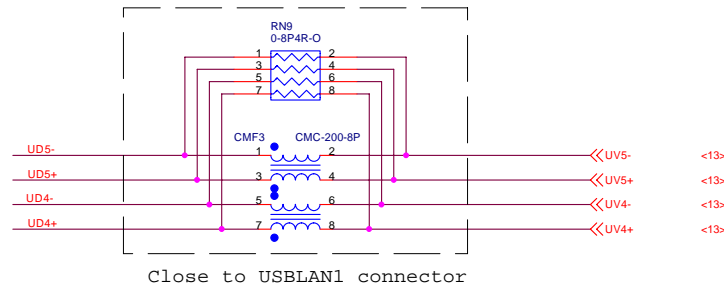 RN9
0-8P4R-O
1 2
3 4
5 6
7 8
CMF3 CMC-200-8P
UD5- 1 2 UV5- <13>
UD5+ 3 4 UV5+ <13>
UD4- 5 6 UV4- <13>
UD4+ 7 8 UV4+ <13>
Close to USBLAN1 connector